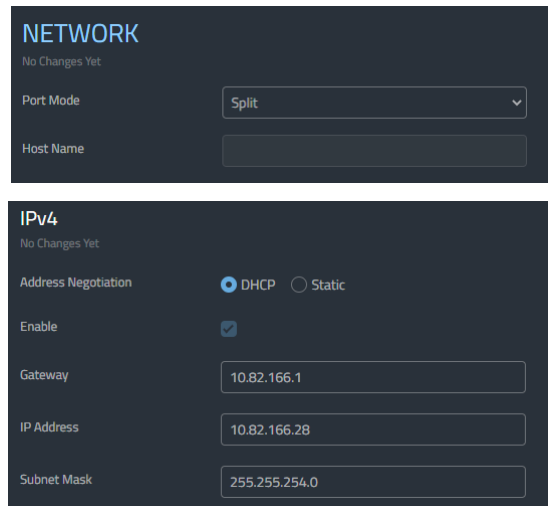 NETWORK
No Changes Yet
Port Mode Split
Host Name
IPv4
No Changes Yet
Address Negotiation DHCP Static
Enable
Gateway 10.82.166.1
IP Address 10.82.166.28
Subnet Mask 255.255.254.0